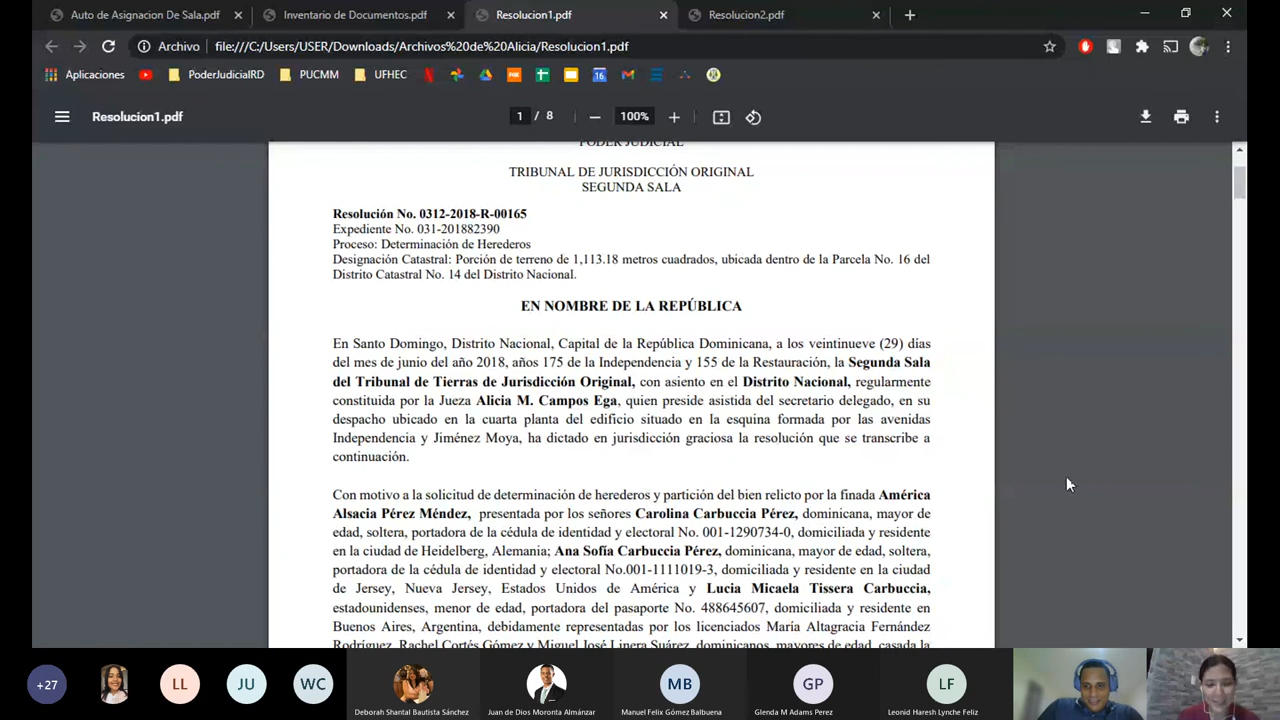 Auto de Asignacion De Sala.pdf
Inventario de Documentos.pdf
Resolucion1.pdf
Resolucion2.pdf
Archivo
file:///C:/Users/USER/Downloads/Archivos%20de%20Alicia/Resolucion1.pdf
Aplicaciones
PoderJudicialRD
PUCMM
UFHEC
Resolucion1.pdf
1 / 8
100%
PODER JUDICIAL
TRIBUNAL DE JURISDICCIÓN ORIGINAL
SEGUNDA SALA
Resolución No. 0312-2018-R-00165
Expediente No. 031-201882390
Proceso: Determinación de Herederos
Designación Catastral: Porción de terreno de 1,113.18 metros cuadrados, ubicada dentro de la Parcela No. 16 del
Distrito Catastral No. 14 del Distrito Nacional.
EN NOMBRE DE LA REPÚBLICA
En Santo Domingo, Distrito Nacional, Capital de la República Dominicana, a los veintinueve (29) días
del mes de junio del año 2018, años 175 de la Independencia y 155 de la Restauración, la Segunda Sala
del Tribunal de Tierras de Jurisdicción Original, con asiento en el Distrito Nacional, regularmente
constituida por la Jueza Alicia M. Campos Ega, quien preside asistida del secretario delegado, en su
despacho ubicado en la cuarta planta del edificio situado en la esquina formada por las avenidas
Independencia y Jiménez Moya, ha dictado en jurisdicción graciosa la resolución que se transcribe a
continuación.
Con motivo a la solicitud de determinación de herederos y partición del bien relicto por la finada América
Alsacia Pérez Méndez, presentada por los señores Carolina Carbuccia Pérez, dominicana, mayor de
edad, soltera, portadora de la cédula de identidad y electoral No. 001-1290734-0, domiciliada y residente
en la ciudad de Heidelberg, Alemania; Ana Sofía Carbuccia Pérez, dominicana, mayor de edad, soltera,
portadora de la cédula de identidad y electoral No.001-1111019-3, domiciliada y residente en la ciudad
de Jersey, Nueva Jersey, Estados Unidos de América y Lucia Micaela Tissera Carbuccia,
estadounidenses, menor de edad, portadora del pasaporte No. 488645607, domiciliada y residente en
Buenos Aires, Argentina, debidamente representadas por los licenciados María Altagracia Fernández
Rodríguez, Rachel Cortés Gómez y Miguel José Linera Suárez, dominicanos, mayores de edad, casada la
+27
LL
JU
WC
MB
GP
LF
Deborah Shantal Bautista Sánchez
Juan de Dios Moronta Almánzar
Manuel Felix Gómez Balbuena
Glenda M Adams Perez
Leonid Haresh Lynche Feliz